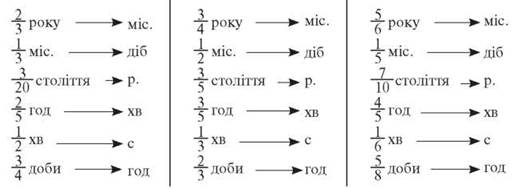 2/3 року → міс.
1/3 міс. → діб
3/20 століття → р.
2/5 год → хв
1/2 хв → с
3/4 доби → год
3/4 року → міс.
1/2 міс. → діб
3/5 століття → р.
3/5 год → хв
1/3 хв → с
2/3 доби → год
5/6 року → міс.
1/5 міс. → діб
7/10 століття → р.
4/5 год → хв
1/6 хв → с
5/8 доби → год